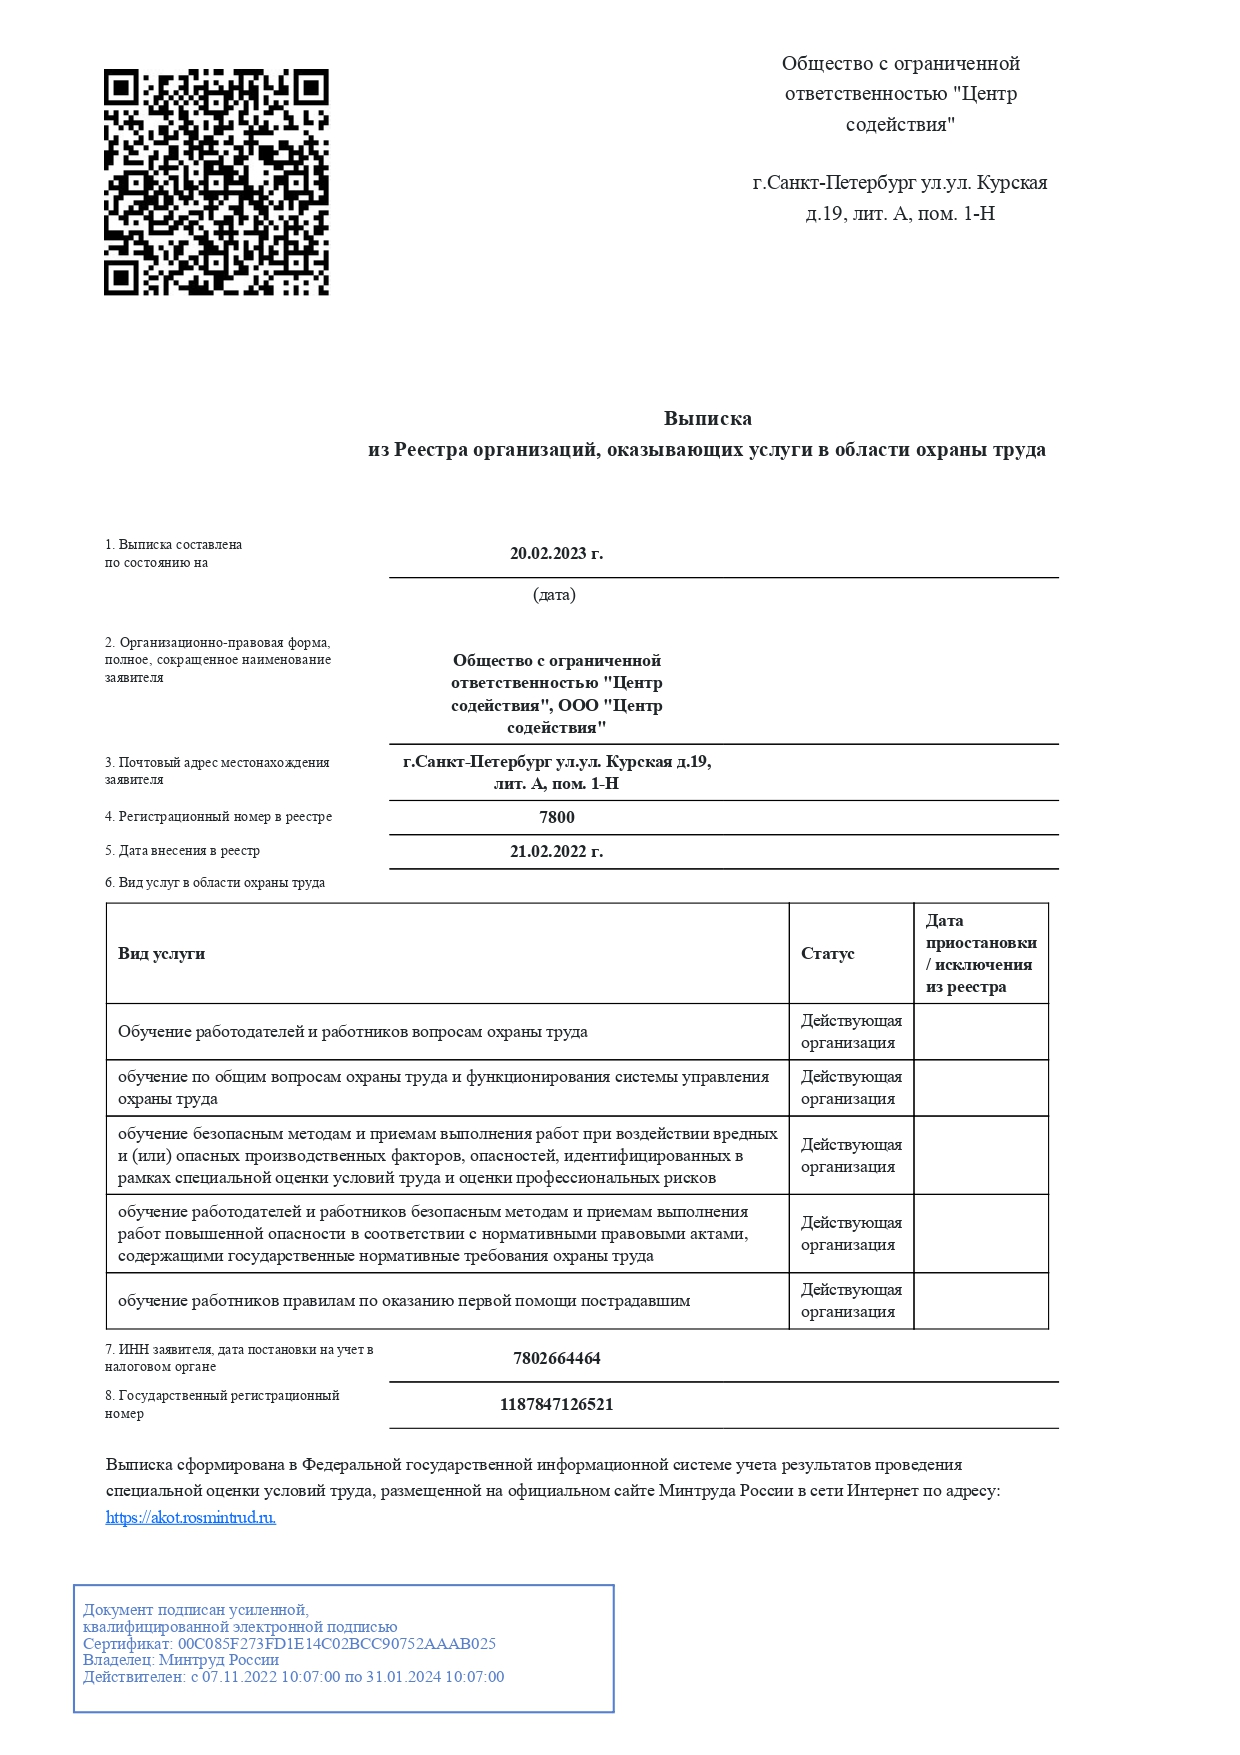 Общество с ограниченной
ответственностью "Центр
содействия"
г.Санкт-Петербург ул.ул. Курская
д.19, лит. А, пом. 1-Н
Выписка
из Реестра организаций, оказывающих услуги в области охраны труда
1. Выписка составлена
по состоянию на
20.02.2023 г.
(дата)
2. Организационно-правовая форма,
полное, сокращенное наименование
заявителя
Общество с ограниченной
ответственностью "Центр
содействия", ООО "Центр
содействия"
3. Почтовый адрес местонахождения
заявителя
г.Санкт-Петербург ул.ул. Курская д.19,
лит. А, пом. 1-Н
4. Регистрационный номер в реестре
7800
5. Дата внесения в реестр
21.02.2022 г.
6. Вид услуг в области охраны труда
Вид услуги
Статус
Дата
приостановки
/ исключения
из реестра
Обучение работодателей и работников вопросам охраны труда
Действующая
организация
обучение по общим вопросам охраны труда и функционирования системы управления
охраны труда
Действующая
организация
обучение безопасным методам и приемам выполнения работ при воздействии вредных
и (или) опасных производственных факторов, опасностей, идентифицированных в
рамках специальной оценки условий труда и оценки профессиональных рисков
Действующая
организация
обучение работодателей и работников безопасным методам и приемам выполнения
работ повышенной опасности в соответствии с нормативными правовыми актами,
содержащими государственные нормативные требования охраны труда
Действующая
организация
обучение работников правилам по оказанию первой помощи пострадавшим
Действующая
организация
7. ИНН заявителя, дата постановки на учет в
налоговом органе
7802664464
8. Государственный регистрационный
номер
1187847126521
Выписка сформирована в Федеральной государственной информационной системе учета результатов проведения
специальной оценки условий труда, размещенной на официальном сайте Минтруда России в сети Интернет по адресу:
https://akot.rosmintrud.ru.
Документ подписан усиленной,
квалифицированной электронной подписью
Сертификат: 00C085F273FD1E14C02BCC90752AAAB025
Владелец: Минтруд России
Действителен: с 07.11.2022 10:07:00 по 31.01.2024 10:07:00